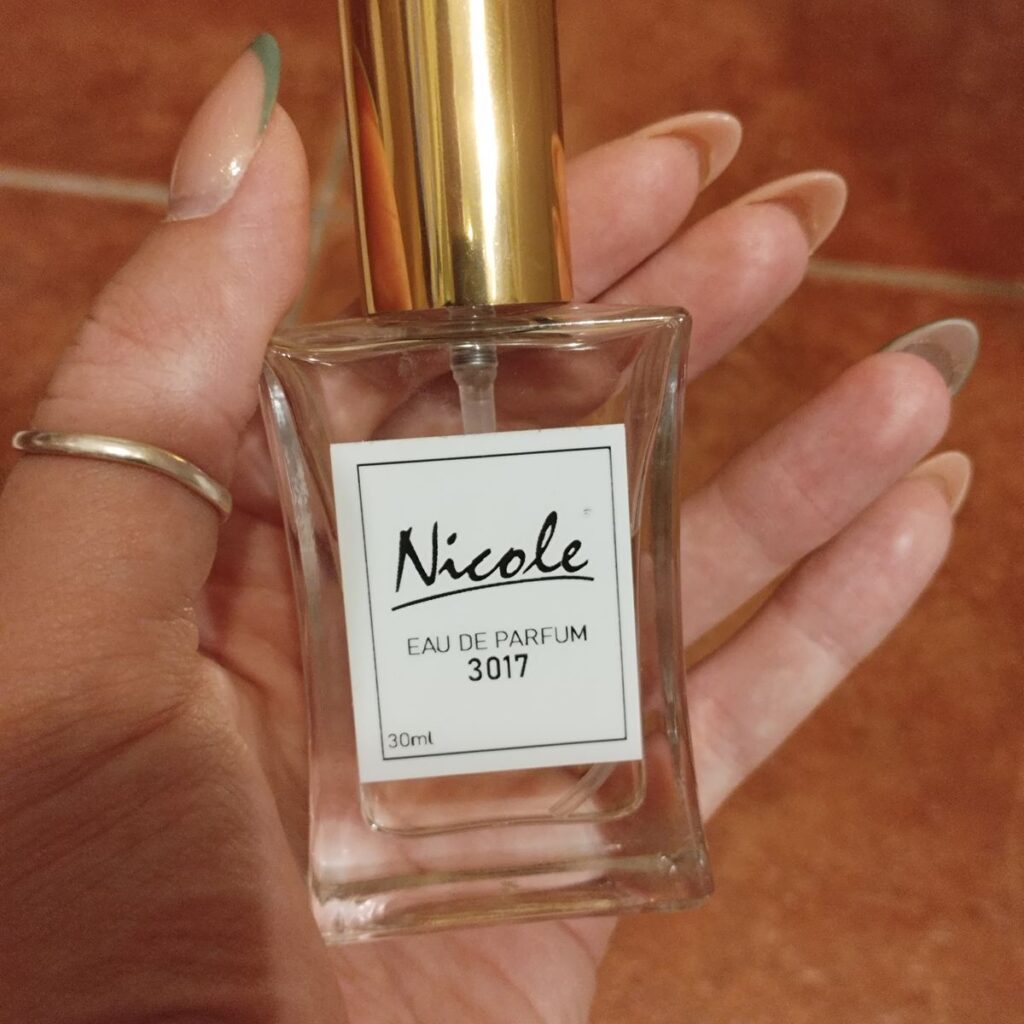 Nicole
EAU DE PARFUM
3017
30ml